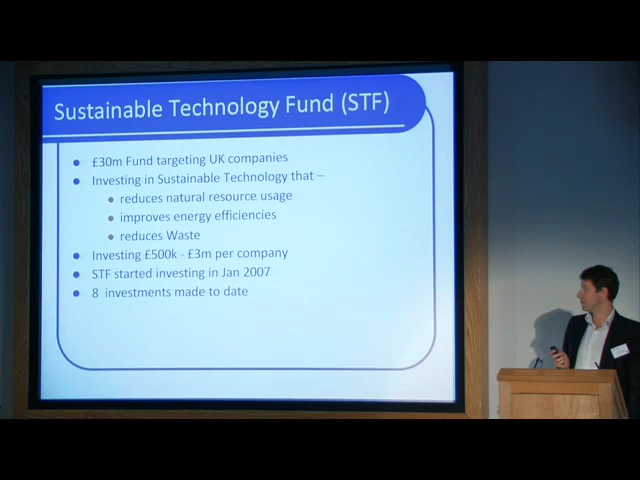 Sustainable Technology Fund (STF)
£30m Fund targeting UK companies
Investing in Sustainable Technology that –
reduces natural resource usage
improves energy efficiencies
reduces Waste
Investing £500k - £3m per company
STF started investing in Jan 2007
8 investments made to date